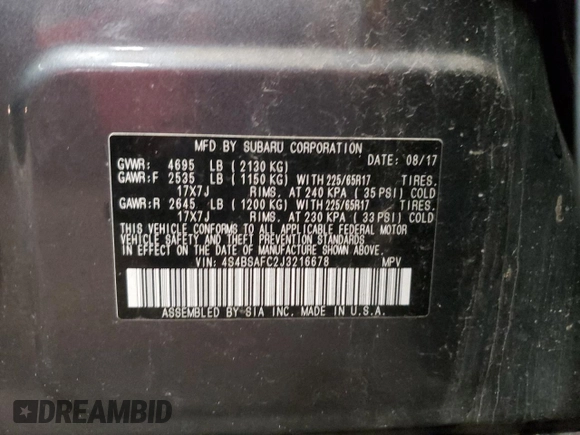 MFD BY SUBARU CORPORATION
GVWR: 4695 LB ( 2130 KG) DATE: 08/17
GAWR:F 2535 LB ( 1150 KG) WITH 225/65R17 TIRES.
17X7J RIMS. AT 240 KPA ( 35 PSI) COLD
GAWR:R 2645 LB ( 1200 KG) WITH 225/65R17 TIRES.
17X7J RIMS. AT 230 KPA ( 33 PSI) COLD
THIS VEHICLE CONFORMS TO ALL APPLICABLE FEDERAL MOTOR
VEHICLE SAFETY AND THEFT PREVENTION STANDARDS
IN EFFECT ON THE DATE OF MANUFACTURE SHOWN ABOVE.
VIN: 4S4BSAFC2J3216678 MPV
ASSEMBLED BY SIA INC. MADE IN U.S.A.
DREAMBID